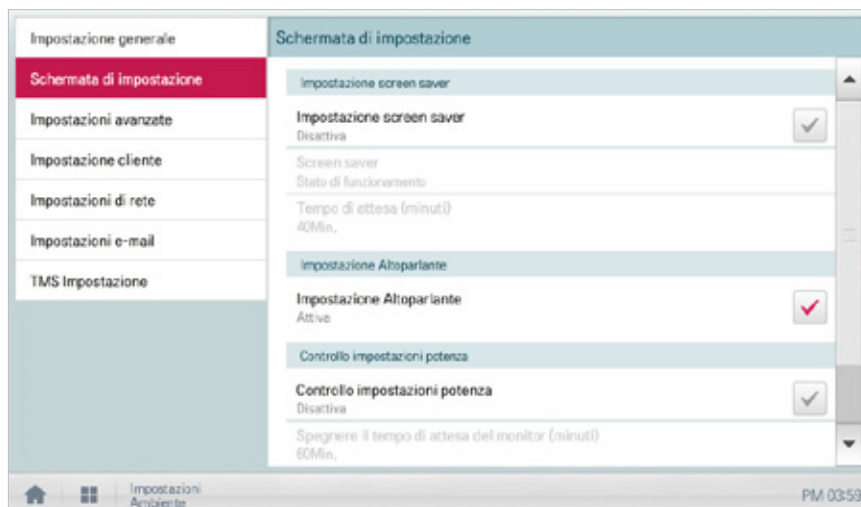 Impostazione generale
Schermata di impostazione
Impostazioni avanzate
Impostazione cliente
Impostazioni di rete
Impostazioni e-mail
TMS Impostazione
Schermata di impostazione
Impostazione screen saver
Impostazione screen saver
Disattiva
Screen saver
Stato di funzionamento
Tempo di attesa (minuti)
40Min.
Impostazione Altoparlante
Impostazione Altoparlante
Attiva
Controllo impostazioni potenza
Controllo impostazioni potenza
Disattiva
Spegnere il tempo di attesa del monitor (minuti)
60Min.
Impostazioni
Ambiente
PM 03:59